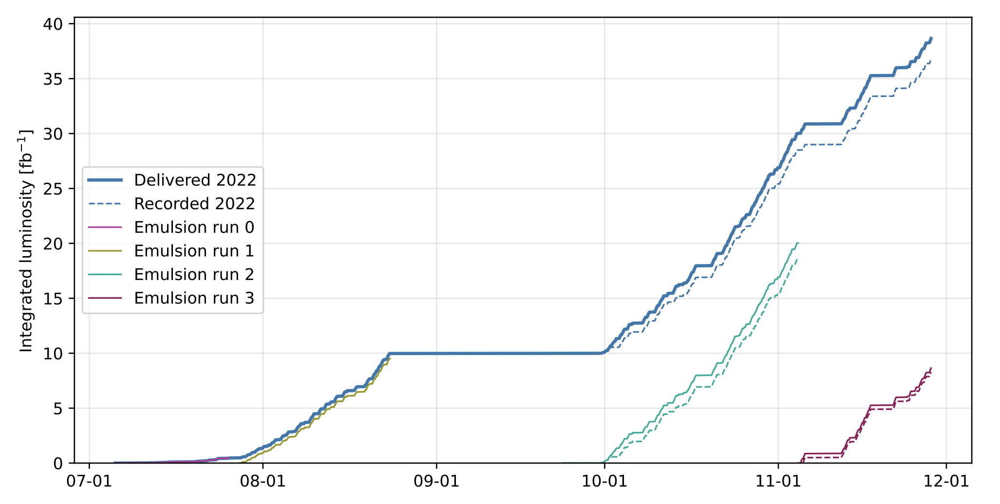 Integrated luminosity [fb⁻¹]
40
35
30
25
20
15
10
5
0
Delivered 2022
Recorded 2022
Emulsion run 0
Emulsion run 1
Emulsion run 2
Emulsion run 3
07-01 08-01 09-01 10-01 11-01 12-01